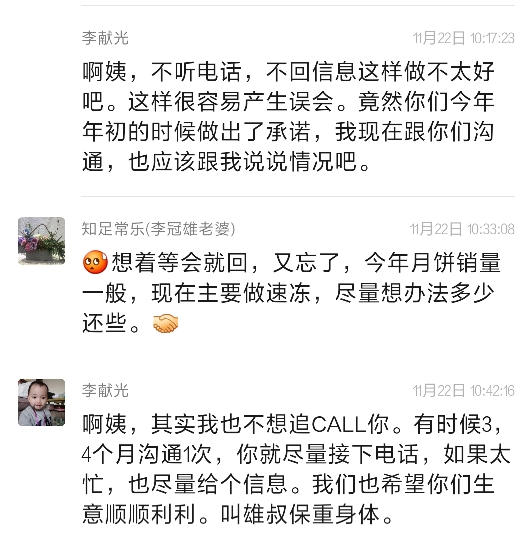 李献光 11月22日 10:17:23
啊姨，不听电话，不回信息这样做不太好
吧。这样很容易产生误会。竟然你们今年
年初的时候做出了承诺，我现在跟你们沟
通，也应该跟我说说情况吧。
知足常乐(李冠雄老婆) 11月22日 10:33:08
🥺想着等会就回，又忘了，今年月饼销量
一般，现在主要做速冻，尽量想办法多少
还些。🤝
李献光 11月22日 10:42:16
啊姨，其实我也不想追CALL你。有时候3，
4个月沟通1次，你就尽量接下电话，如果太
忙，也尽量给个信息。我们也希望你们生
意顺顺利利。叫雄叔保重身体。